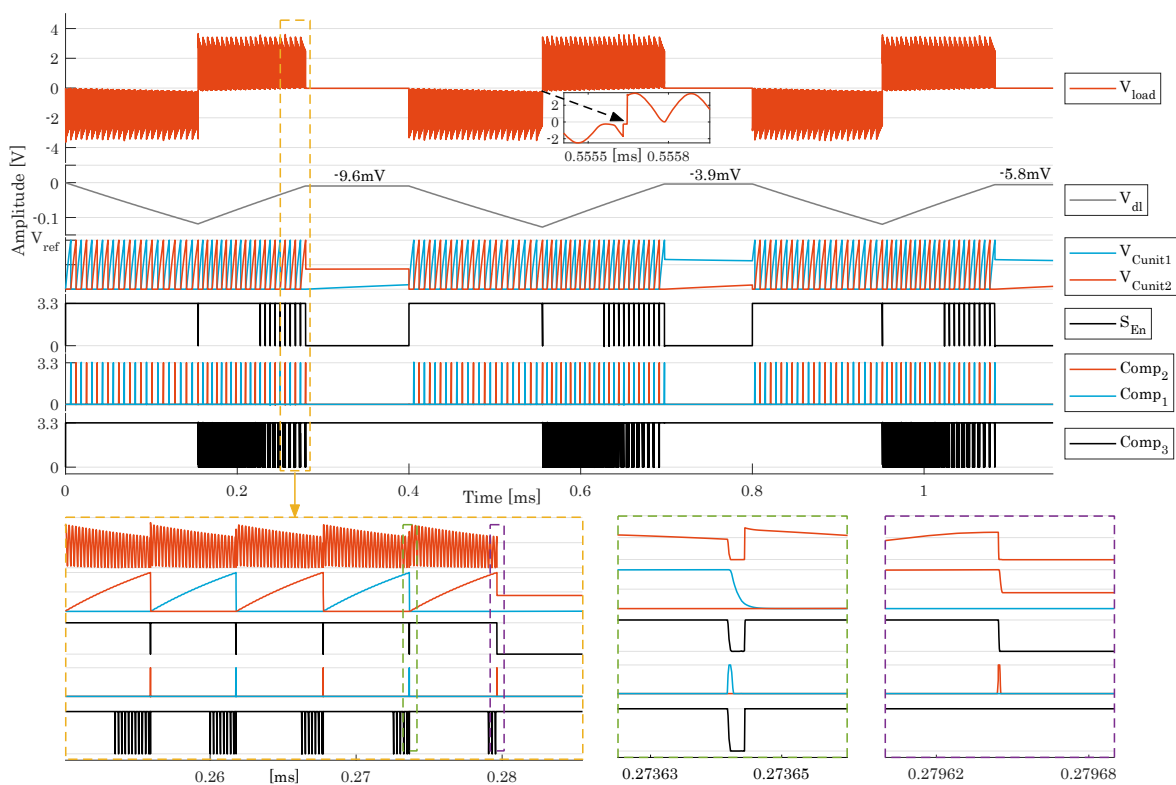 4
2
0
-2
-4
V_load
2
0
-2
0.5555 [ms] 0.5558
Amplitude [V]
0
-0.1
-9.6mV
-3.9mV
-5.8mV
V_dl
V_ref
V_Cunit1
V_Cunit2
3.3
0
S_En
3.3
0
Comp_2
Comp_1
3.3
0
Comp_3
0 0.2 0.4 0.6 0.8 1
Time [ms]
0.26 0.27 0.28
[ms]
0.27363 0.27365
0.27962 0.27968